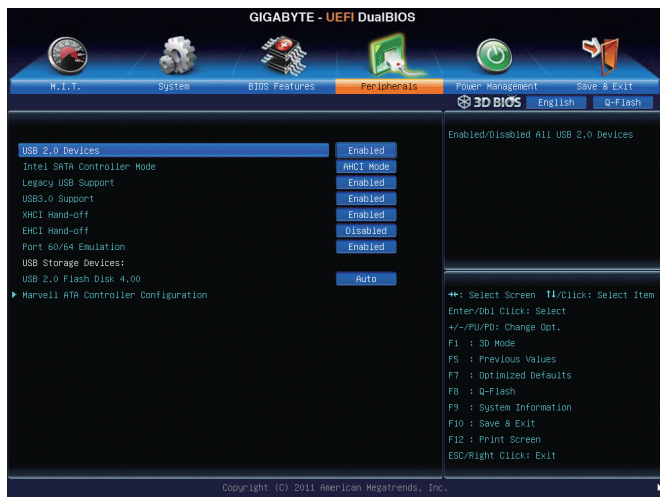 GIGABYTE - UEFI DualBIOS
M.I.T.
System
BIOS Features
Peripherals
Power Management
Save & Exit
3D BIOS
English
Q-Flash
Enabled/Disabled All USB 2.0 Devices
USB 2.0 Devices Enabled
Intel SATA Controller Mode AHCI Mode
Legacy USB Support Enabled
USB3.0 Support Enabled
XHCI Hand-off Enabled
EHCI Hand-off Disabled
Port 60/64 Emulation Enabled
USB Storage Devices:
USB 2.0 Flash Disk 4.00 Auto
Marvell ATA Controller Configuration
→←: Select Screen ↑↓/Click: Select Item
Enter/Dbl Click: Select
+/-/PU/PD: Change Opt.
F1 : 3D Mode
F5 : Previous Values
F7 : Optimized Defaults
F8 : Q-Flash
F9 : System Information
F10 : Save & Exit
F12 : Print Screen
ESC/Right Click: Exit
Copyright (C) 2011 American Megatrends, Inc.